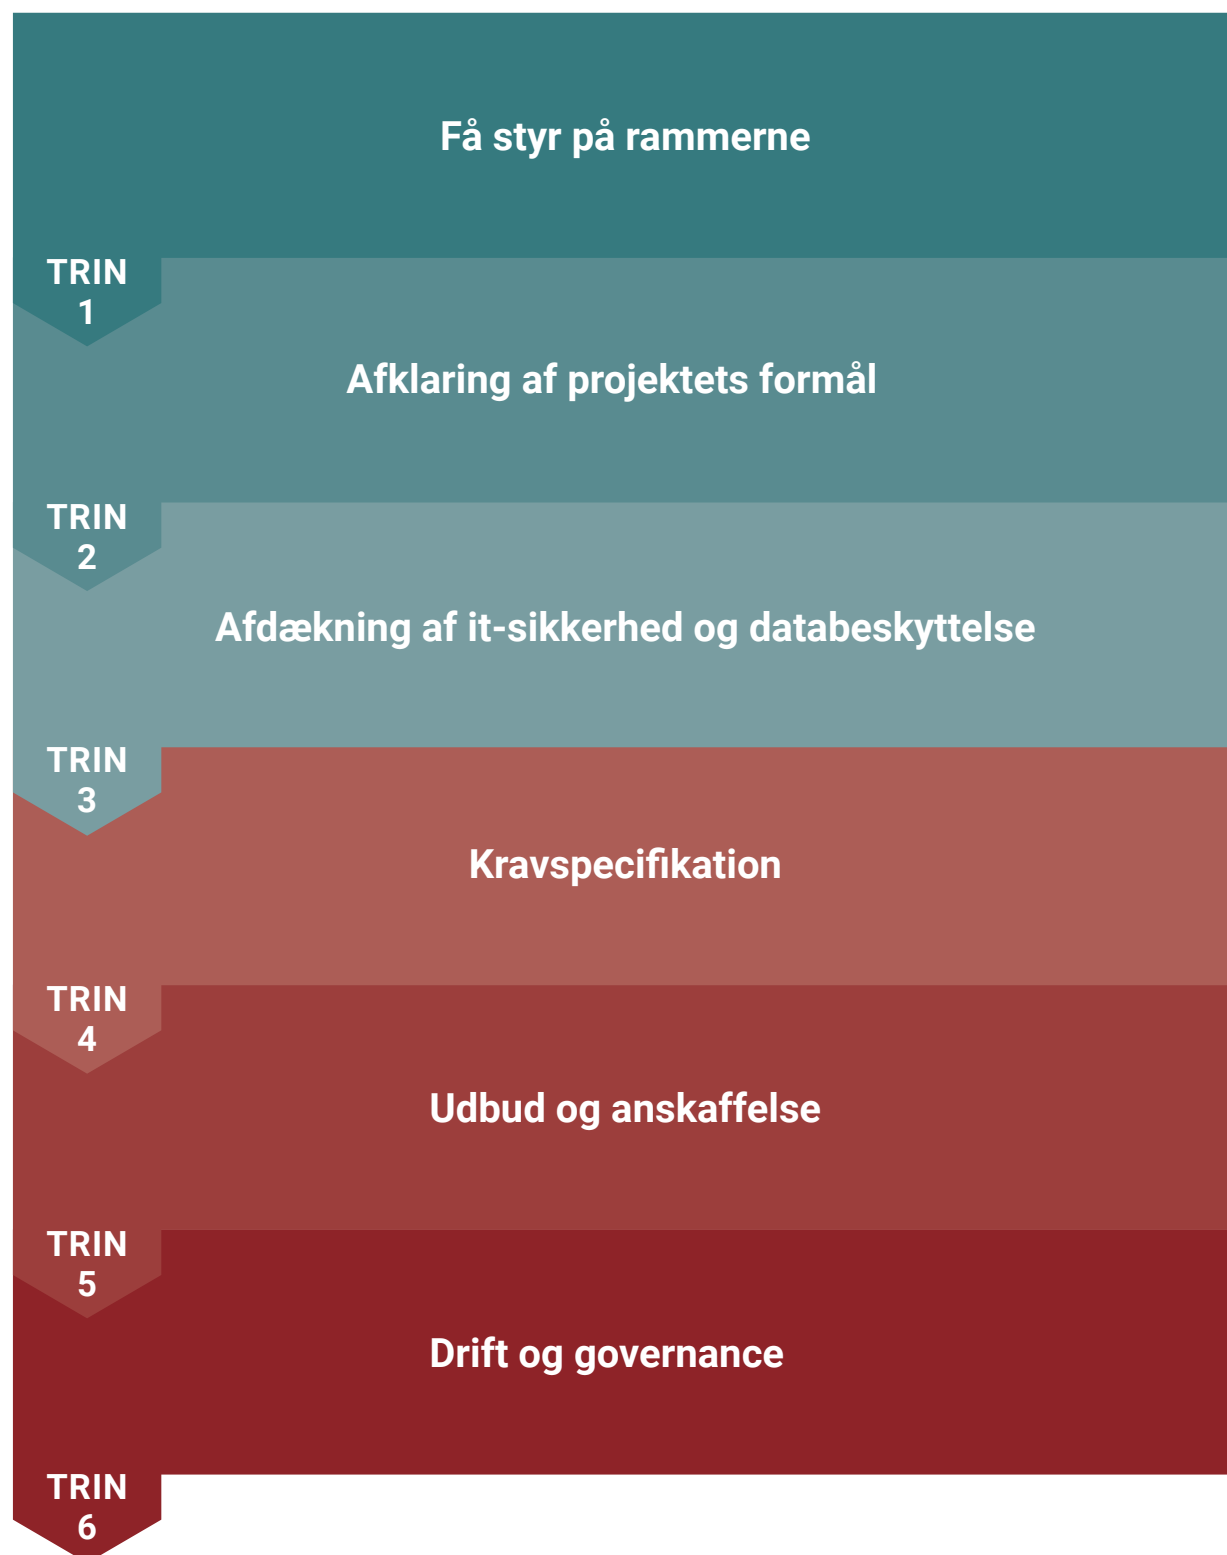 Få styr på rammerne
TRIN
1
Afklaring af projektets formål
TRIN
2
Afdækning af it-sikkerhed og databeskyttelse
TRIN
3
Kravspecifikation
TRIN
4
Udbud og anskaffelse
TRIN
5
Drift og governance
TRIN
6